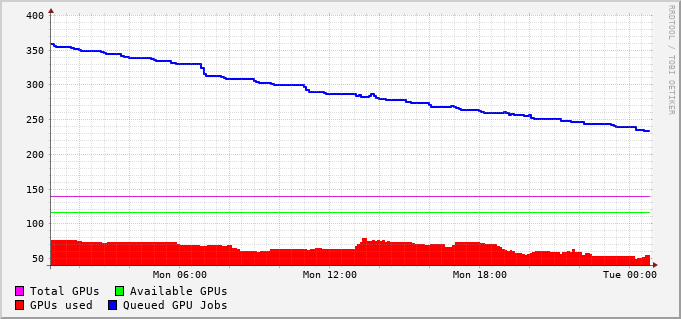 400
350
300
250
200
150
100
50
Mon 06:00 Mon 12:00 Mon 18:00 Tue 00:00
Total GPUs Available GPUs
GPUs used Queued GPU Jobs
RRDTOOL / TOBI OETIKER